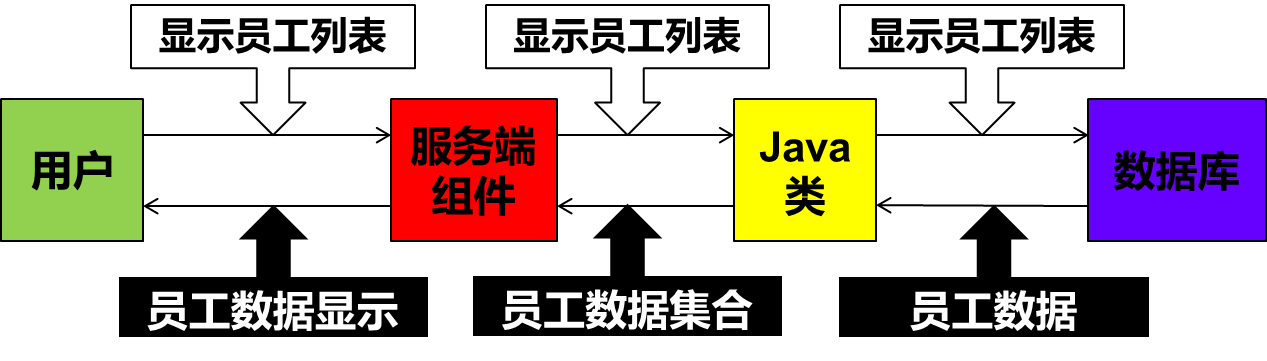 显示员工列表
显示员工列表
显示员工列表
用户
服务端
组件
Java
类
数据库
员工数据显示
员工数据集合
员工数据